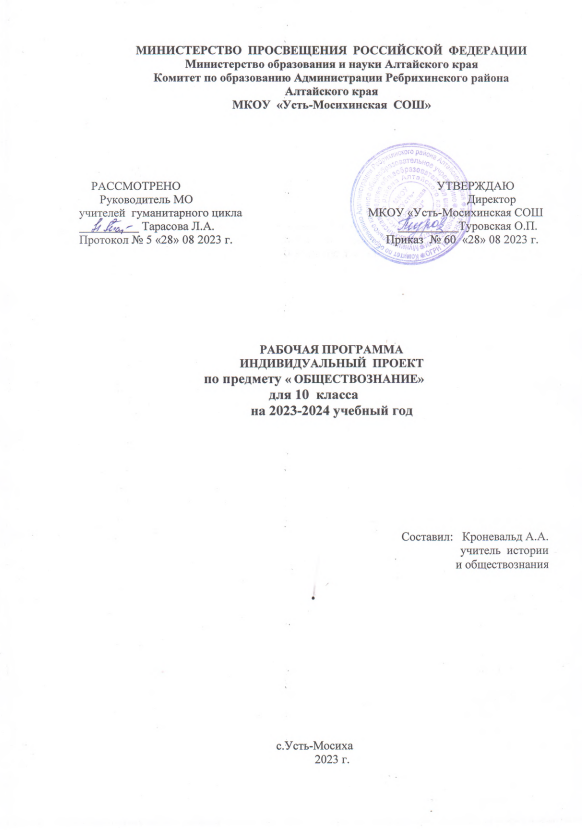 МИНИСТЕРСТВО ПРОСВЕЩЕНИЯ РОССИЙСКОЙ ФЕДЕРАЦИИ
Министерство образования и науки Алтайского края
Комитет по образованию Администрации Ребрихинского района
Алтайского края
МКОУ «Усть-Мосихинская СОШ»
РАССМОТРЕНО
Руководитель МО
учителей гуманитарного цикла
Тарасова Л.А.
Протокол № 5 «28» 08 2023 г.
УТВЕРЖДАЮ
Директор
МКОУ «Усть-Мосихинская СОШ
Туровская О.П.
Приказ № 60 «28» 08 2023 г.
РАБОЧАЯ ПРОГРАММА
ИНДИВИДУАЛЬНЫЙ ПРОЕКТ
по предмету « ОБЩЕСТВОЗНАНИЕ»
для 10 класса
на 2023-2024 учебный год
Составил: Кроневальд А.А.
учитель истории
и обществознания
с.Усть-Мосиха
2023 г.